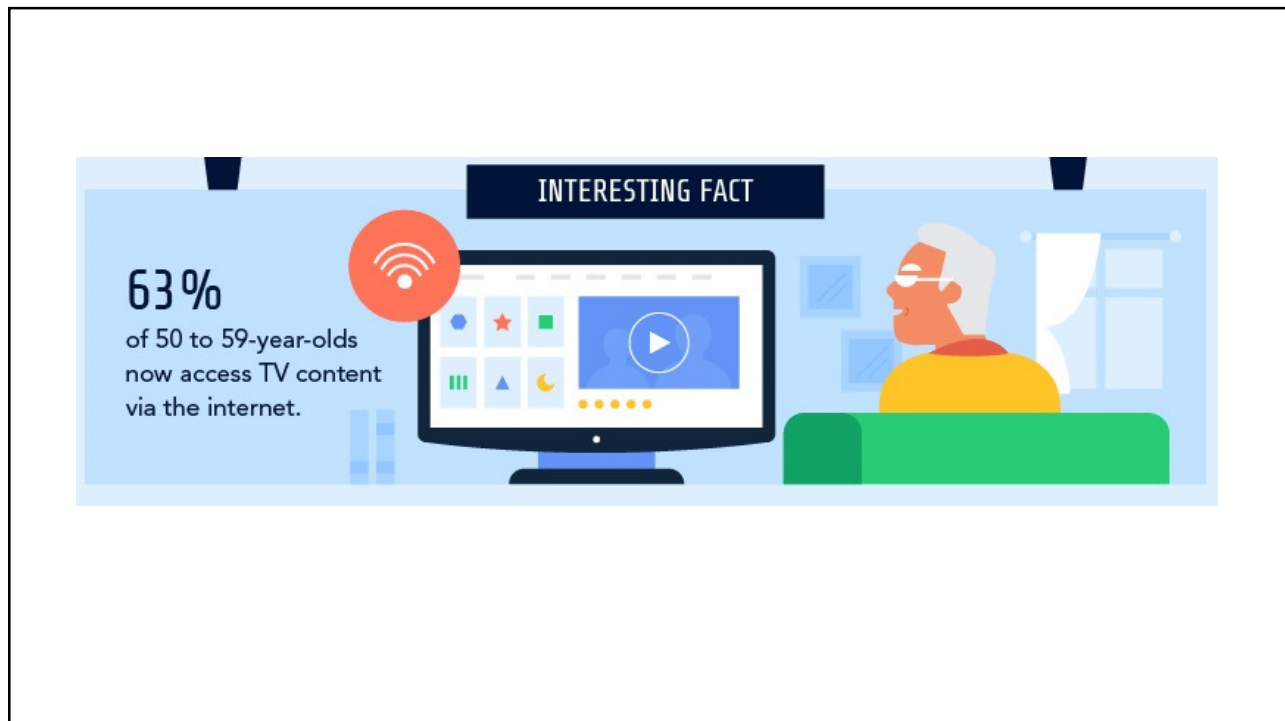 INTERESTING FACT
63%
of 50 to 59-year-olds
now access TV content
via the internet.